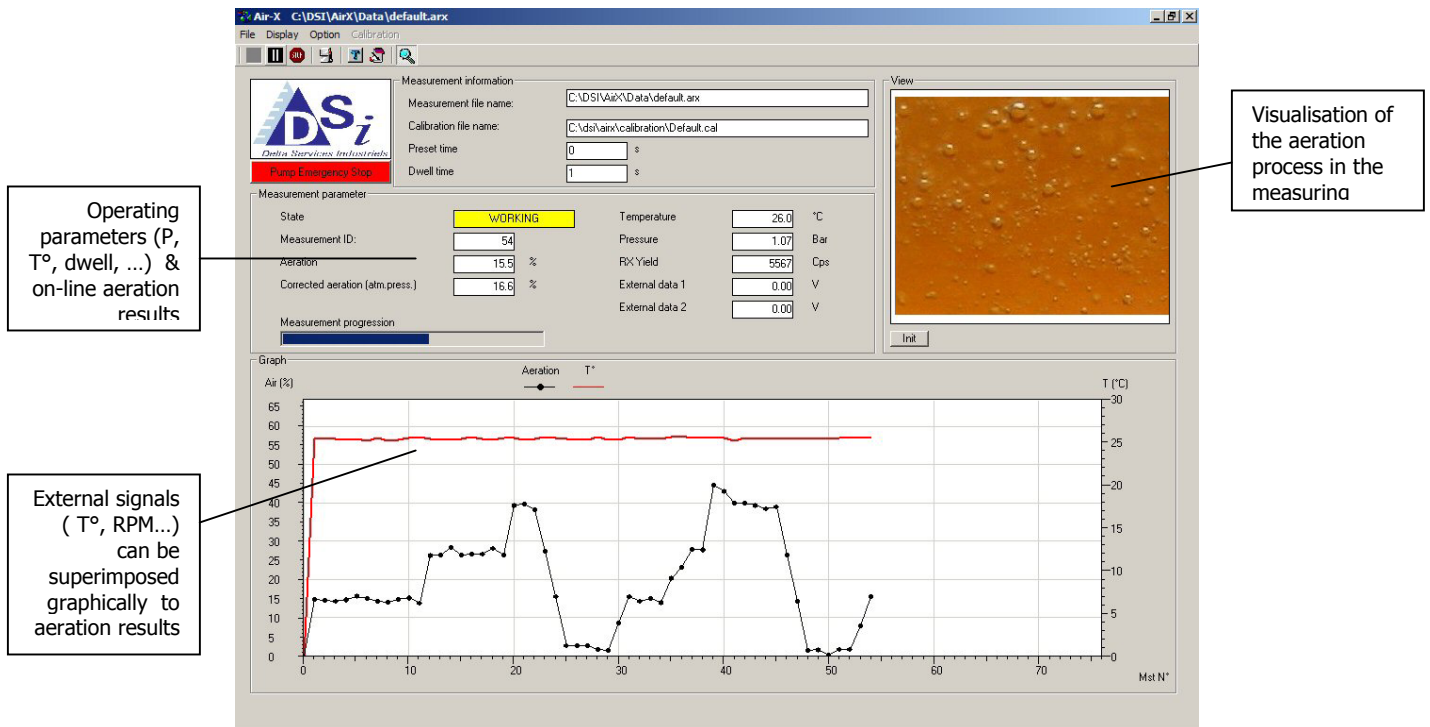 Air-X C:\DSI\AirX\Data\default.arx
File Display Option Calibration
STOP
DSi
Delta Services Industriels
Pump Emergency Stop
Measurement information
Measurement file name: C:\DSI\AirX\Data\default.arx
Calibration file name: C:\dsi\airx\calibration\Default.cal
Preset time 0 s
Dwell time 1 s
View
Init
Measurement parameter
State WORKING
Measurement ID: 54
Aeration 15.5 %
Corrected aeration (atm.press.) 16.6 %
Measurement progression
Temperature 26.0 °C
Pressure 1.07 Bar
RX Yield 5567 Cps
External data 1 0.00 V
External data 2 0.00 V
Graph
Aeration T°
Air (%)
T (°C)
65
60
55
50
45
40
35
30
25
20
15
10
5
0
30
25
20
15
10
5
0
0 10 20 30 40 50 60 70
Mst N°
Operating
parameters (P,
T°, dwell, …) &
on-line aeration
results
External signals
( T°, RPM…)
can be
superimposed
graphically to
aeration results
Visualisation of
the aeration
process in the
measuring